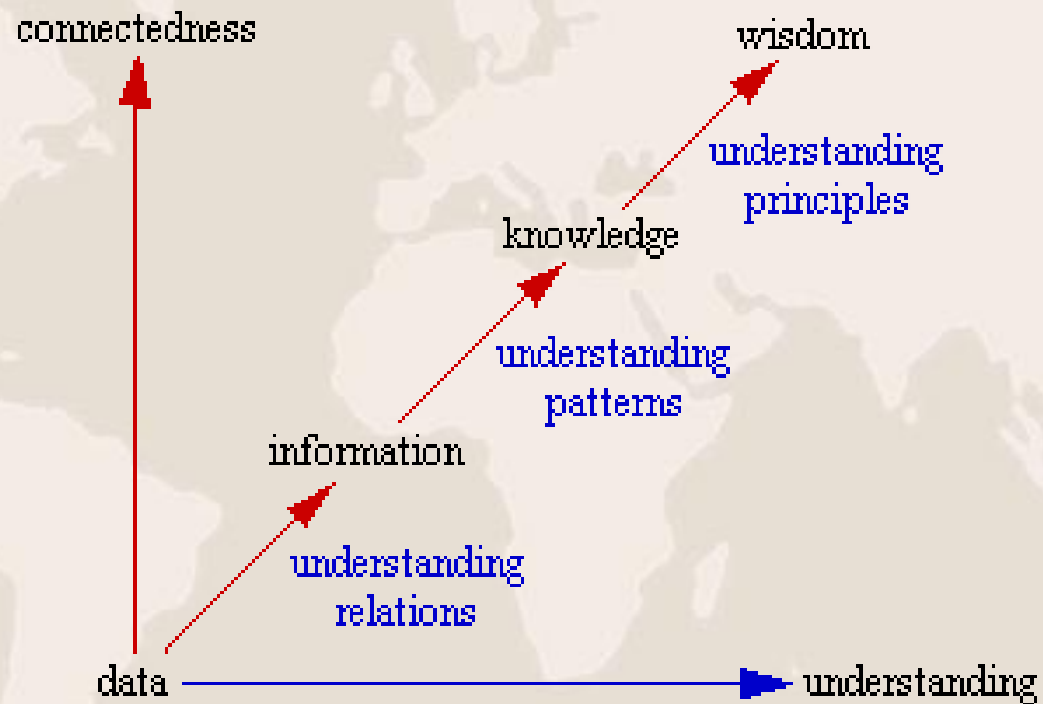 connectedness
wisdom
understanding
principles
knowledge
understanding
patterns
information
understanding
relations
data
understanding